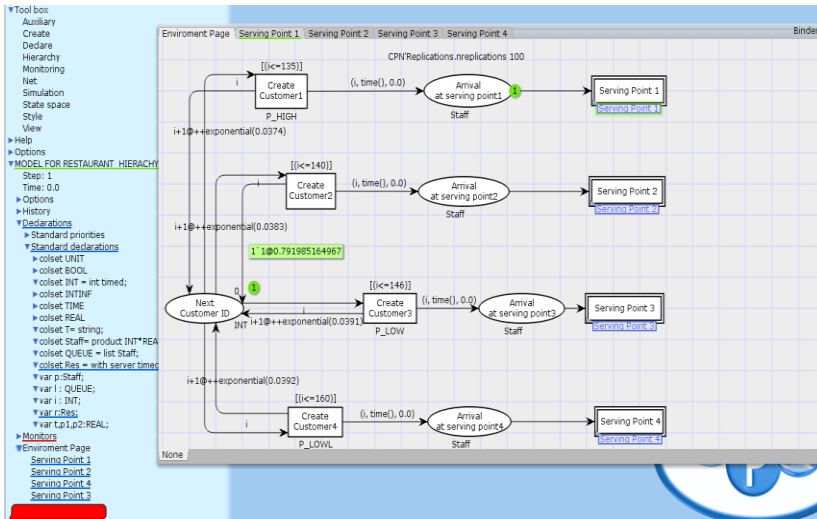 Tool box
Auxiliary
Create
Declare
Hierarchy
Monitoring
Net
Simulation
State space
Style
View
Help
Options
MODEL FOR RESTAURANT HIERACHY
Step: 1
Time: 0.0
Options
History
Declarations
Standard priorities
Standard declarations
colset UNIT
colset BOOL
colset INT = int timed;
colset INTINF
colset TIME
colset REAL
colset T= string;
colset Staff= product INT*REA
colset QUEUE = list Staff;
colset Res = with server timed
var p:Staff;
var l : QUEUE;
var i : INT;
var r:Res;
var t,p1,p2:REAL;
Monitors
Enviroment Page
Serving Point 1
Serving Point 2
Serving Point 4
Serving Point 3
Binder
Enviroment Page Serving Point 1 Serving Point 2 Serving Point 3 Serving Point 4
CPN'Replications.nreplications 100
[(i<=135)]
i
Create
Customer1
P_HIGH
(i, time(), 0.0)
Arrival
at serving point1
1
Staff
Serving Point 1
Serving Point 1
i+1@++exponential(0.0374)
[(i<=140)]
i
Create
Customer2
(i, time(), 0.0)
Arrival
at serving point2
Staff
Serving Point 2
Serving Point 2
i+1@++exponential(0.0383)
1`1@0.791985164967
0
1
Next
Customer ID
INT
[(i<=146)]
i
i+1@++exponential(0.0391)
Create
Customer3
P_LOW
(i, time(), 0.0)
Arrival
at serving point3
Staff
Serving Point 3
Serving Point 3
i+1@++exponential(0.0392)
[(i<=160)]
i
Create
Customer4
P_LOWL
(i, time(), 0.0)
Arrival
at serving point4
Staff
Serving Point 4
Serving Point 4
None
P